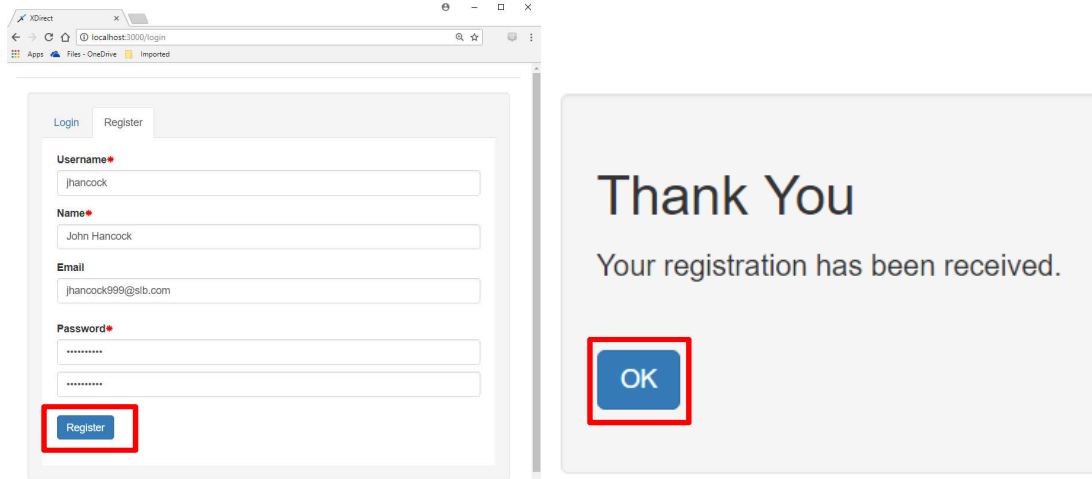 XDirect
localhost:3000/login
Apps Files - OneDrive Imported
Login Register
Username*
jhancock
Name*
John Hancock
Email
jhancock999@slb.com
Password*
••••••••••
••••••••••
Register
Thank You
Your registration has been received.
OK